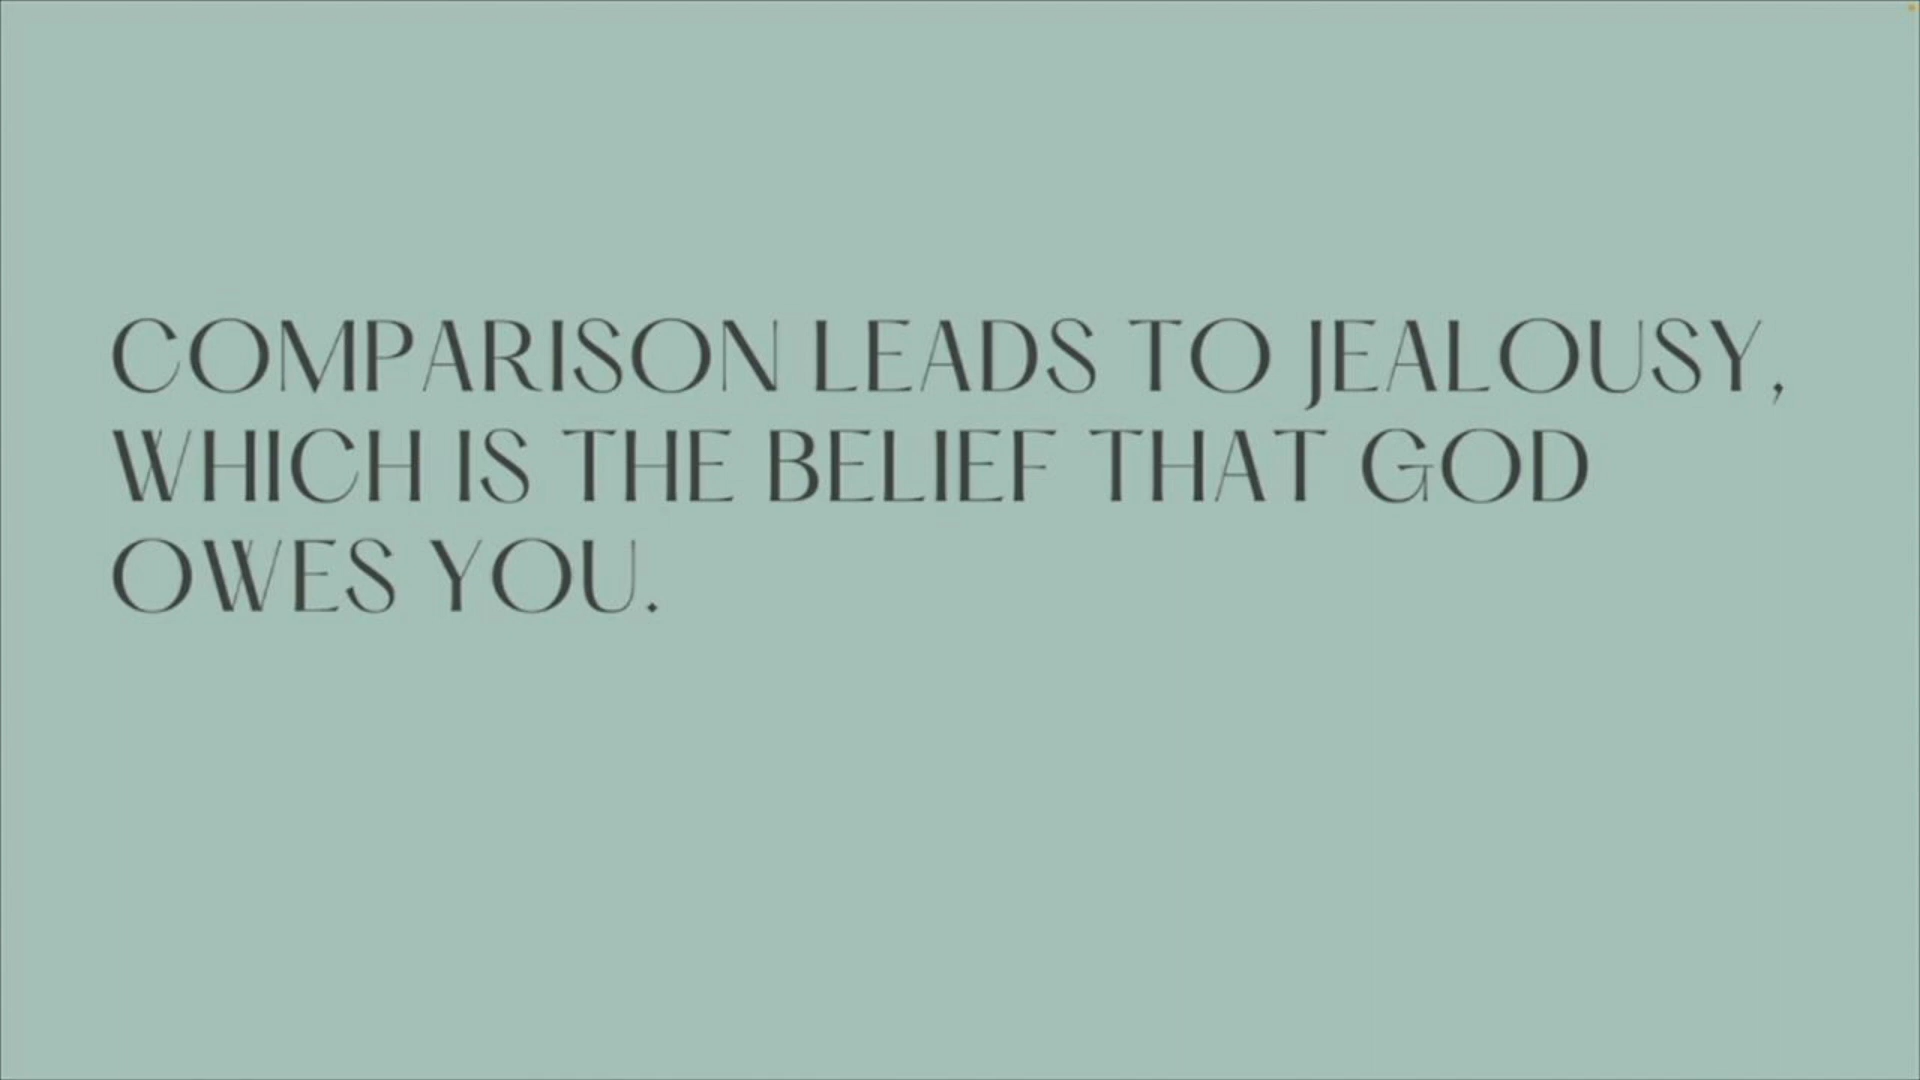 COMPARISON LEADS TO JEALOUSY,
WHICH IS THE BELIEF THAT GOD
OWES YOU.